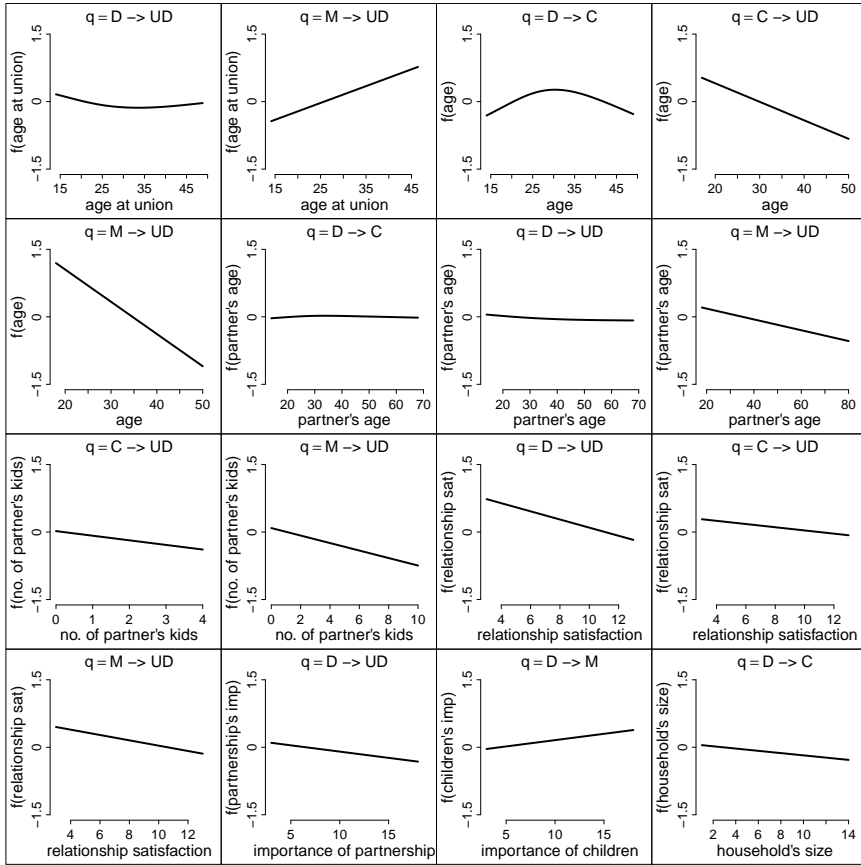 q = D -> UD
f(age at union)
1.5
0
-1.5
15 25 35 45
age at union
q = M -> UD
f(age at union)
1.5
0
-1.5
15 25 35 45
age at union
q = D -> C
f(age)
1.5
0
-1.5
15 25 35 45
age
q = C -> UD
f(age)
1.5
0
-1.5
20 30 40 50
age
q = M -> UD
f(age)
1.5
0
-1.5
20 30 40 50
age
q = D -> C
f(partner's age)
1.5
0
-1.5
20 30 40 50 60 70
partner's age
q = D -> UD
f(partner's age)
1.5
0
-1.5
20 30 40 50 60 70
partner's age
q = M -> UD
f(partner's age)
1.5
0
-1.5
20 40 60 80
partner's age
q = C -> UD
f(no. of partner's kids)
1.5
0
-1.5
0 1 2 3 4
no. of partner's kids
q = M -> UD
f(no. of partner's kids)
1.5
0
-1.5
0 2 4 6 8 10
no. of partner's kids
q = D -> UD
f(relationship sat)
1.5
0
-1.5
4 6 8 10 12
relationship satisfaction
q = C -> UD
f(relationship sat)
1.5
0
-1.5
4 6 8 10 12
relationship satisfaction
q = M -> UD
f(relationship sat)
1.5
0
-1.5
4 6 8 10 12
relationship satisfaction
q = D -> UD
f(partnership's imp)
1.5
0
-1.5
5 10 15
importance of partnership
q = D -> M
f(children's imp)
1.5
0
-1.5
5 10 15
importance of children
q = D -> C
f(household's size)
1.5
0
-1.5
2 4 6 8 10 14
household's size